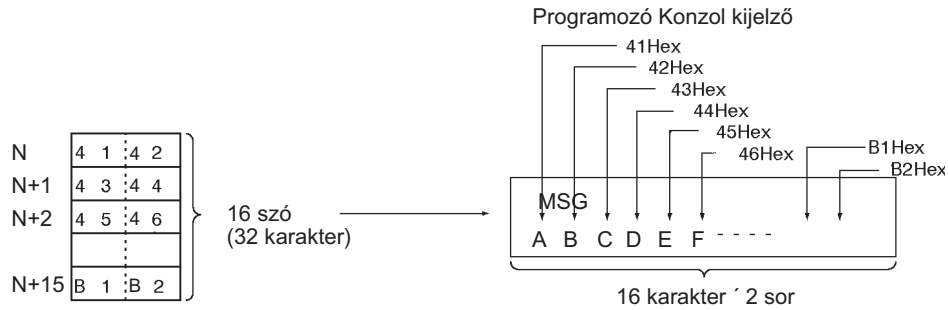 Programozó Konzol kijelző
41Hex
42Hex
43Hex
44Hex
45Hex
46Hex
B1Hex
B2Hex
N 4 1 4 2
N+1 4 3 4 4
N+2 4 5 4 6
N+15 B 1 B 2
16 szó
(32 karakter)
MSG
A B C D E F - - - -
16 karakter ´ 2 sor